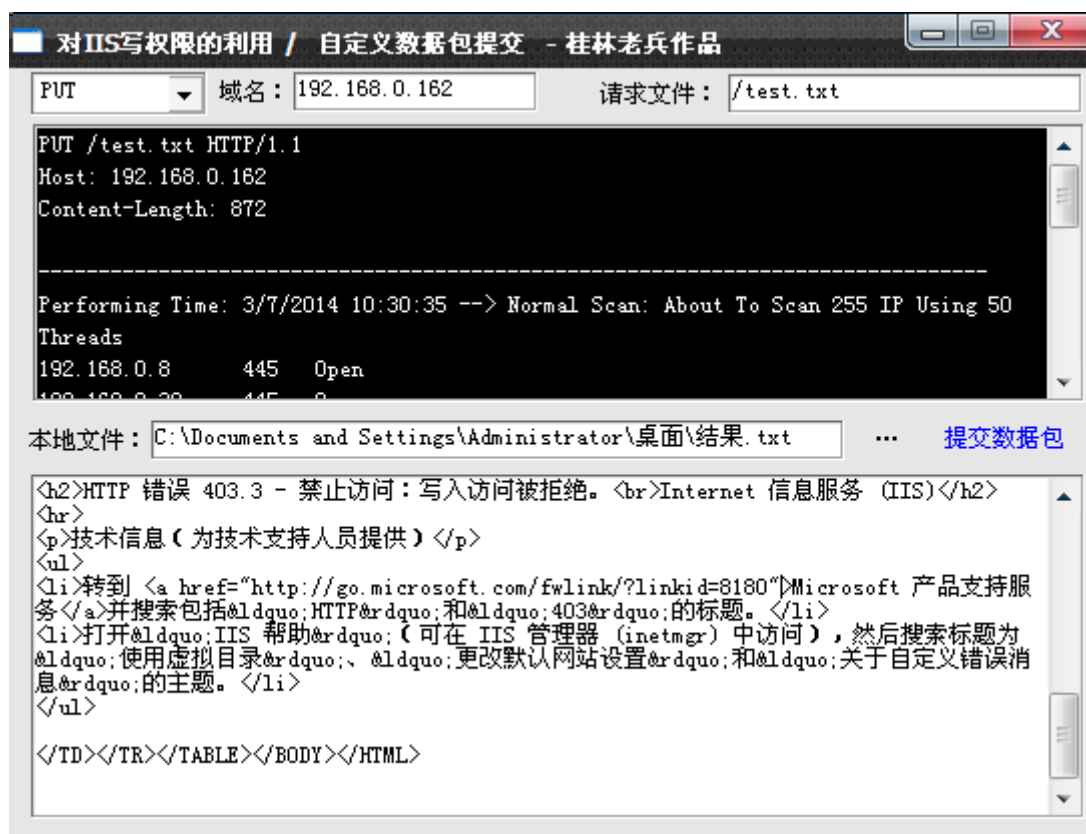 对IIS写权限的利用 / 自定义数据包提交 - 桂林老兵作品
PUT 域名： 192.168.0.162 请求文件： /test.txt
PUT /test.txt HTTP/1.1
Host: 192.168.0.162
Content-Length: 872
--------------------------------------------------------------------------------
Performing Time: 3/7/2014 10:30:35 --> Normal Scan: About To Scan 255 IP Using 50
Threads
192.168.0.8 445 Open
本地文件： C:\Documents and Settings\Administrator\桌面\结果.txt ... 提交数据包
<h2>HTTP 错误 403.3 - 禁止访问：写入访问被拒绝。<br>Internet 信息服务 (IIS)</h2>
<hr>
<p>技术信息（为技术支持人员提供）</p>
<ul>
<li>转到 <a href="http://go.microsoft.com/fwlink/?linkid=8180">Microsoft 产品支持服
务</a>并搜索包括&ldquo;HTTP&rdquo;和&ldquo;403&rdquo;的标题。</li>
<li>打开&ldquo;IIS 帮助&rdquo;（可在 IIS 管理器 (inetmgr) 中访问），然后搜索标题为
&ldquo;使用虚拟目录&rdquo;、&ldquo;更改默认网站设置&rdquo;和&ldquo;关于自定义错误消
息&rdquo;的主题。</li>
</ul>
</TD></TR></TABLE></BODY></HTML>